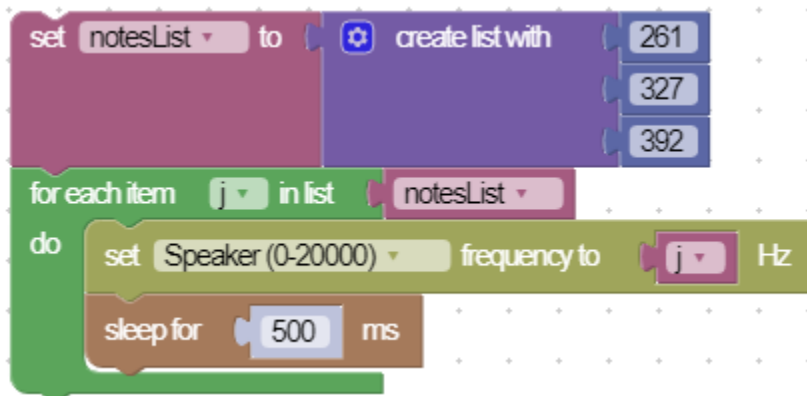 set notesList to create list with 261
327
392
for each item j in list notesList
do
set Speaker (0-20000) frequency to j Hz
sleep for 500 ms